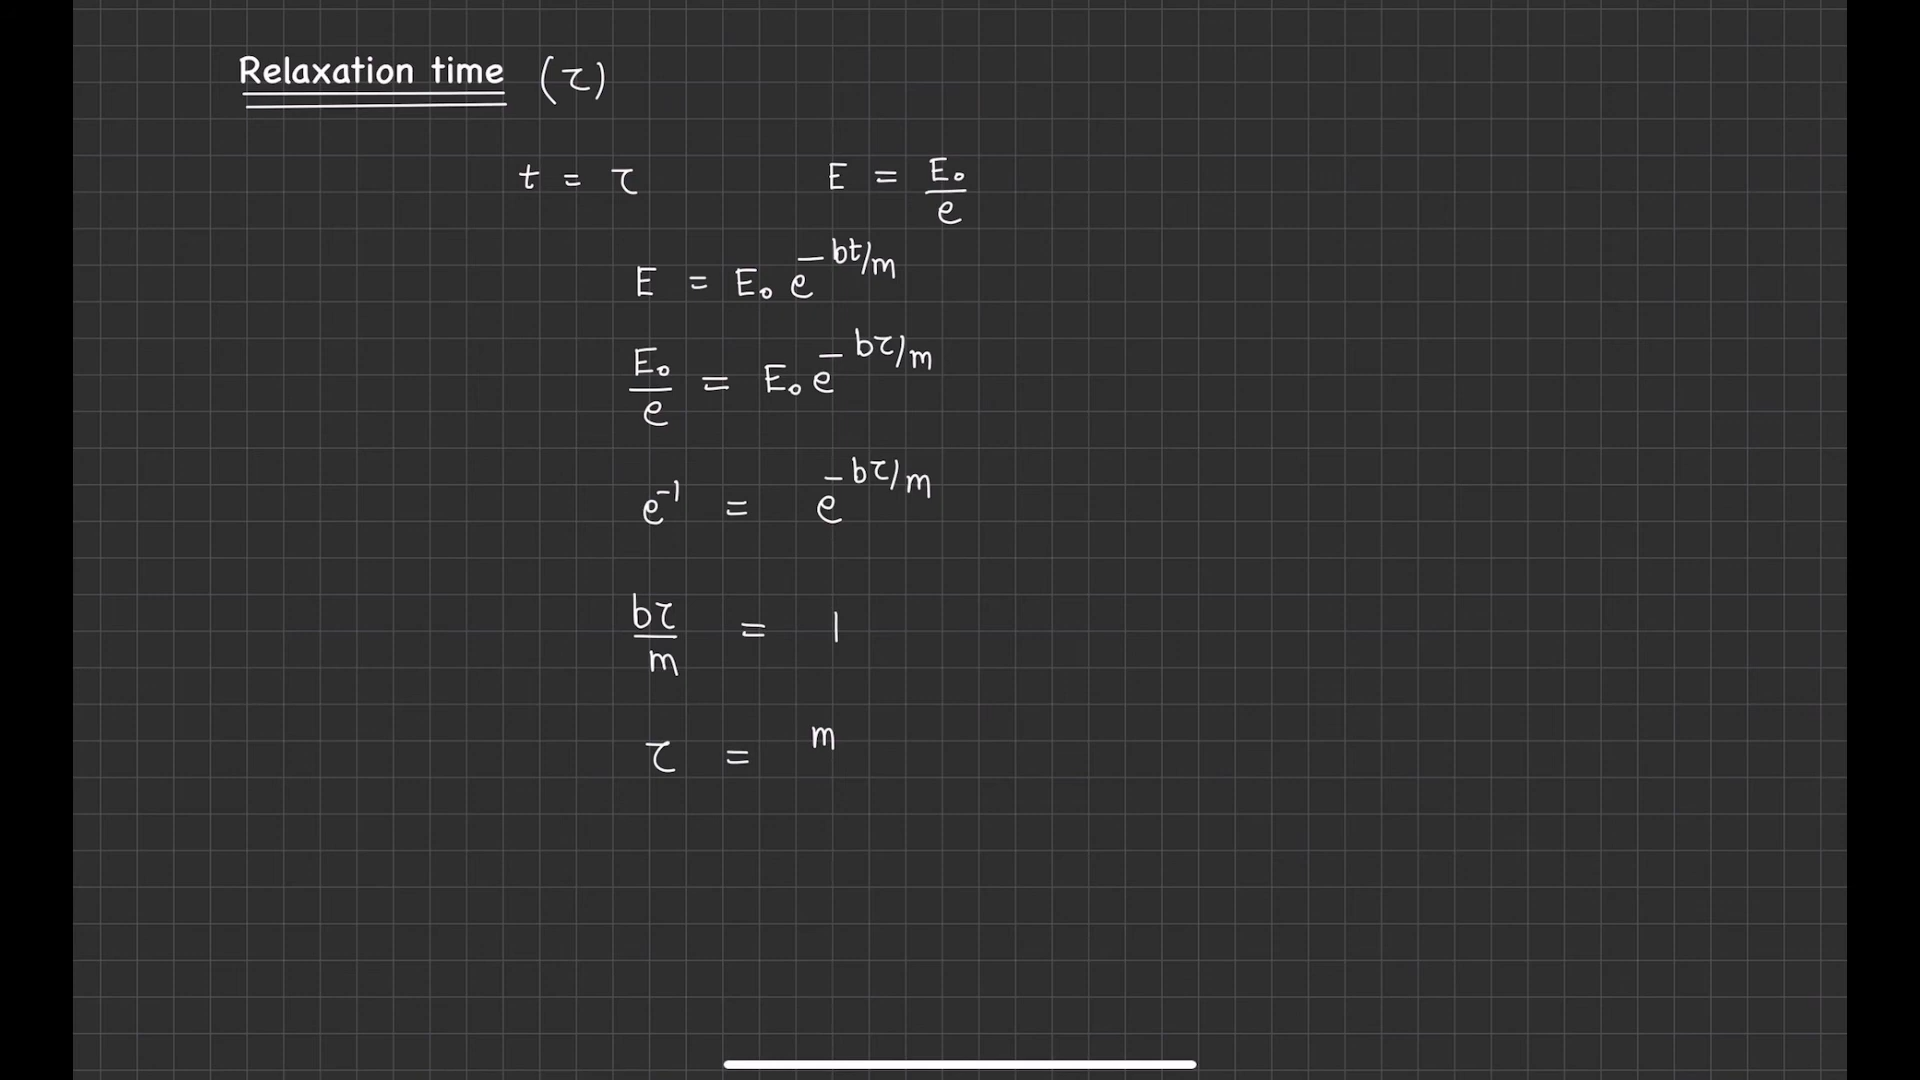 Relaxation time (τ)
t = τ E = E₀/e
E = E₀ e^(-bt/m)
E₀/e = E₀ e^(-bτ/m)
e⁻¹ = e^(-bτ/m)
bτ/m = 1
τ = m